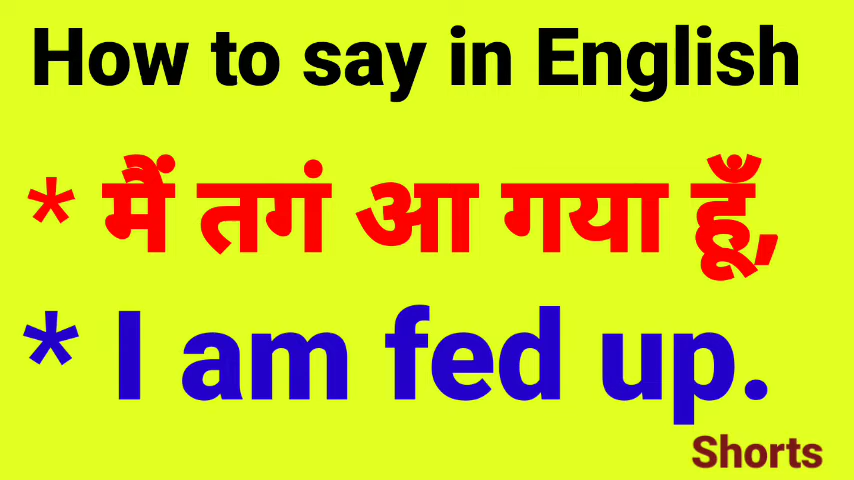 How to say in English
* मैं तगं आ गया हूँ,
* I am fed up.
Shorts